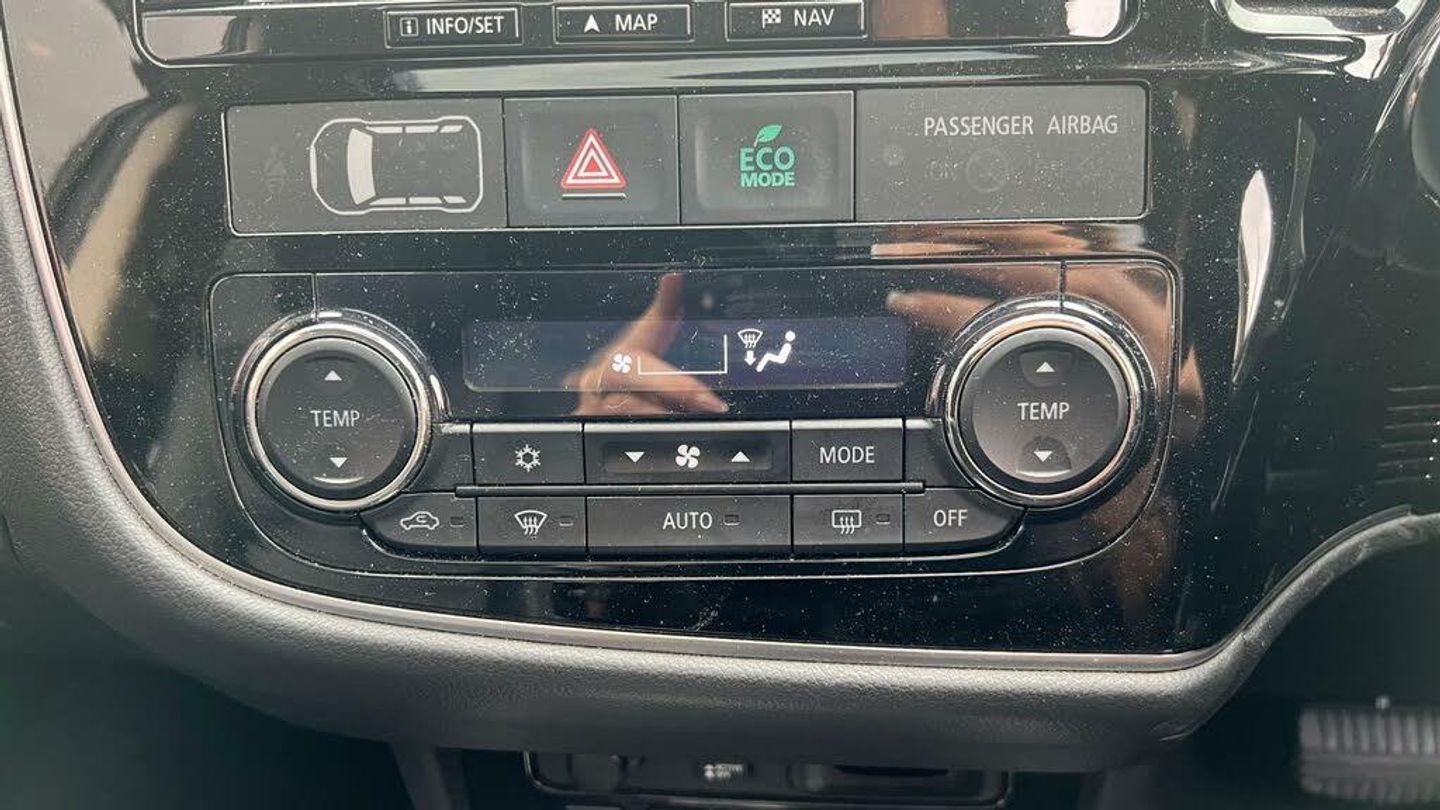 i INFO/SET
MAP
NAV
ECO
MODE
PASSENGER AIRBAG
TEMP
TEMP
MODE
AUTO
OFF